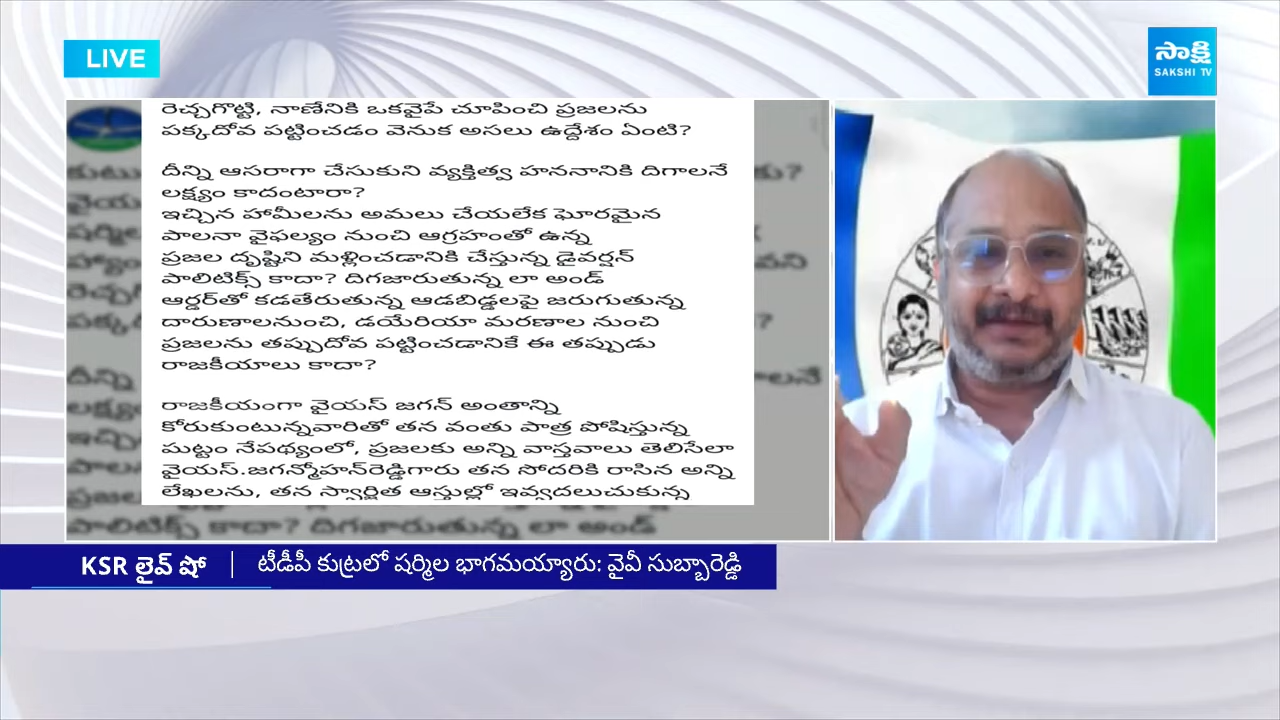 LIVE
సాక్షి
SAKSHI TV
రెచ్చగొట్టి, నాణేనికి ఒకవైపే చూపించి ప్రజలను
పక్కదోవ పట్టించడం వెనుక అసలు ఉద్దేశం ఏంటి?
దీన్ని ఆసరాగా చేసుకుని వ్యక్తిత్వ హననానికి దిగాలనే
లక్ష్యం కాదంటారా?
ఇచ్చిన హామీలను అమలు చేయలేక ఘోరమైన
పాలనా వైఫల్యం నుంచి ఆగ్రహంతో ఉన్న
ప్రజల దృష్టిని మళ్లించడానికి చేస్తున్న డైవర్షన్
పాలిటిక్స్ కాదా? దిగజారుతున్న లా అండ్
ఆర్డర్‌తో కడతేరుతున్న ఆడబిడ్డలపై జరుగుతున్న
దారుణాలనుంచి, డయేరియా మరణాల నుంచి
ప్రజలను తప్పుదోవ పట్టించడానికే ఈ తప్పుడు
రాజకీయాలు కాదా?
రాజకీయంగా వైయస్ జగన్ అంతాన్ని
కోరుకుంటున్నవారితో తన వంతు పాత్ర పోషిస్తున్న
ఘట్టం నేపథ్యంలో, ప్రజలకు అన్ని వాస్తవాలు తెలిసేలా
వైయస్.జగన్మోహన్‌రెడ్డిగారు తన సోదరికి రాసిన అన్ని
లేఖలను, తన స్వార్జిత ఆస్తుల్లో ఇవ్వదలుచుకున్న
పాలిటిక్స్ కాదా? దిగజారుతున్న లా అండ్
KSR లైవ్ షో
టీడీపీ కుట్రలో షర్మిల భాగమయ్యారు: వైవీ సుబ్బారెడ్డి